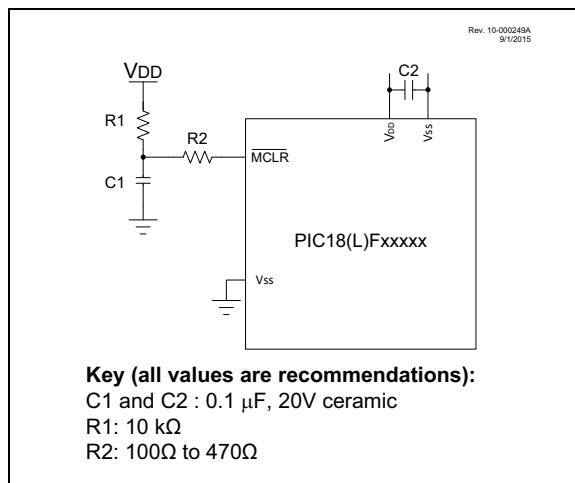 Rev. 10-000249A
9/1/2015
VDD
C2
R1
R2
VDD
Vss
MCLR
C1
PIC18(L)Fxxxxx
Vss
Key (all values are recommendations):
C1 and C2 : 0.1 μF, 20V ceramic
R1: 10 kΩ
R2: 100Ω to 470Ω